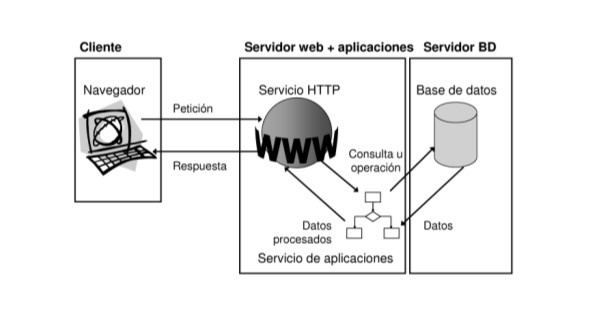 Cliente
Servidor web + aplicaciones
Servidor BD
Navegador
Servicio HTTP
Base de datos
Petición
WWW
Respuesta
Consulta u
operación
Datos
procesados
Datos
Servicio de aplicaciones